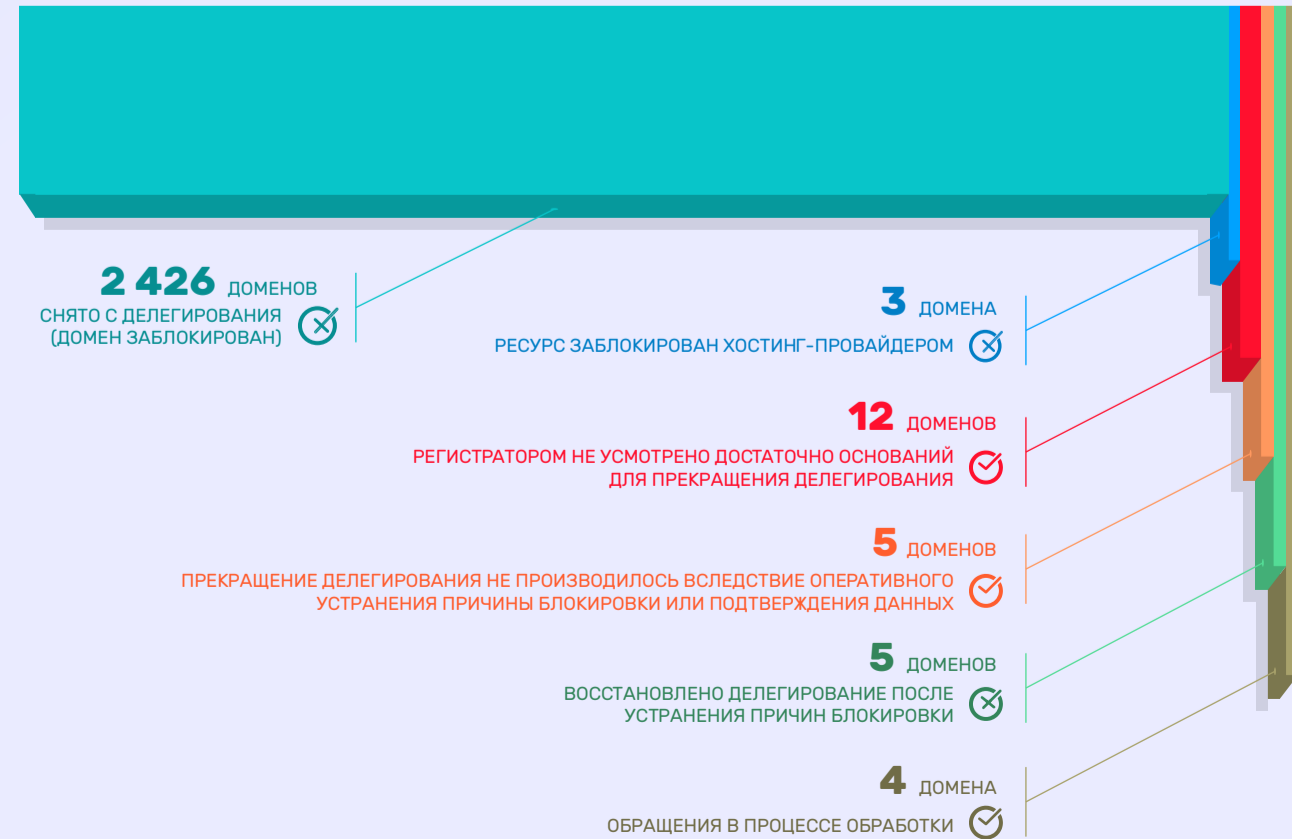 2 426 ДОМЕНОВ
СНЯТО С ДЕЛЕГИРОВАНИЯ
(ДОМЕН ЗАБЛОКИРОВАН)
3 ДОМЕНА
РЕСУРС ЗАБЛОКИРОВАН ХОСТИНГ-ПРОВАЙДЕРОМ
12 ДОМЕНОВ
РЕГИСТРАТОРОМ НЕ УСМОТРЕНО ДОСТАТОЧНО ОСНОВАНИЙ
ДЛЯ ПРЕКРАЩЕНИЯ ДЕЛЕГИРОВАНИЯ
5 ДОМЕНОВ
ПРЕКРАЩЕНИЕ ДЕЛЕГИРОВАНИЯ НЕ ПРОИЗВОДИЛОСЬ ВСЛЕДСТВИЕ ОПЕРАТИВНОГО
УСТРАНЕНИЯ ПРИЧИНЫ БЛОКИРОВКИ ИЛИ ПОДТВЕРЖДЕНИЯ ДАННЫХ
5 ДОМЕНОВ
ВОССТАНОВЛЕНО ДЕЛЕГИРОВАНИЕ ПОСЛЕ
УСТРАНЕНИЯ ПРИЧИН БЛОКИРОВКИ
4 ДОМЕНА
ОБРАЩЕНИЯ В ПРОЦЕССЕ ОБРАБОТКИ